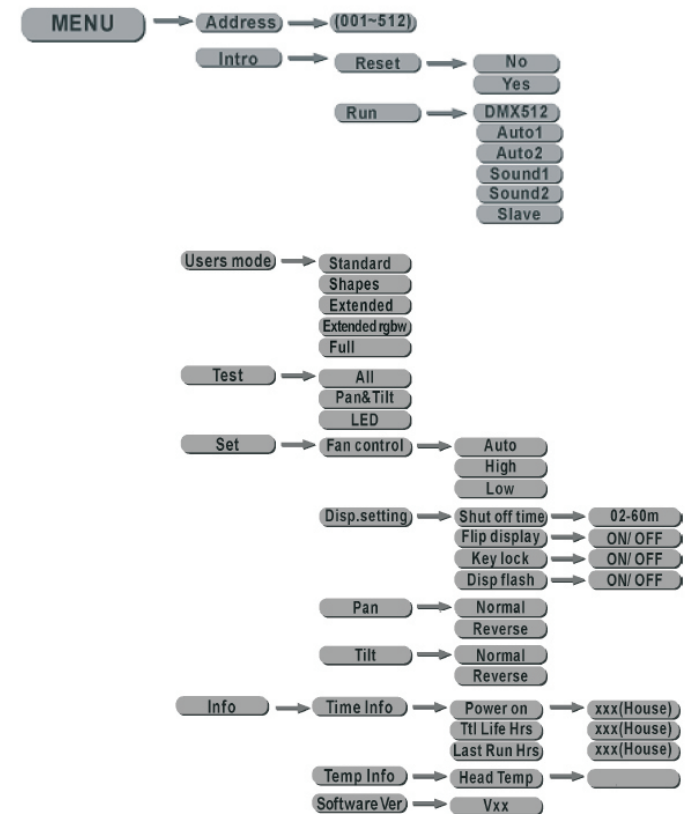 MENU Address (001~512)
Intro Reset No
Yes
Run DMX512
Auto1
Auto2
Sound1
Sound2
Slave
Users mode Standard
Shapes
Extended
Extended rgbw
Full
Test All
Pan&Tilt
LED
Set Fan control Auto
High
Low
Disp.setting Shut off time 02-60m
Flip display ON/ OFF
Key lock ON/ OFF
Disp flash ON/ OFF
Pan Normal
Reverse
Tilt Normal
Reverse
Info Time Info Power on xxx(House)
Ttl Life Hrs xxx(House)
Last Run Hrs xxx(House)
Temp Info Head Temp
Software Ver Vxx